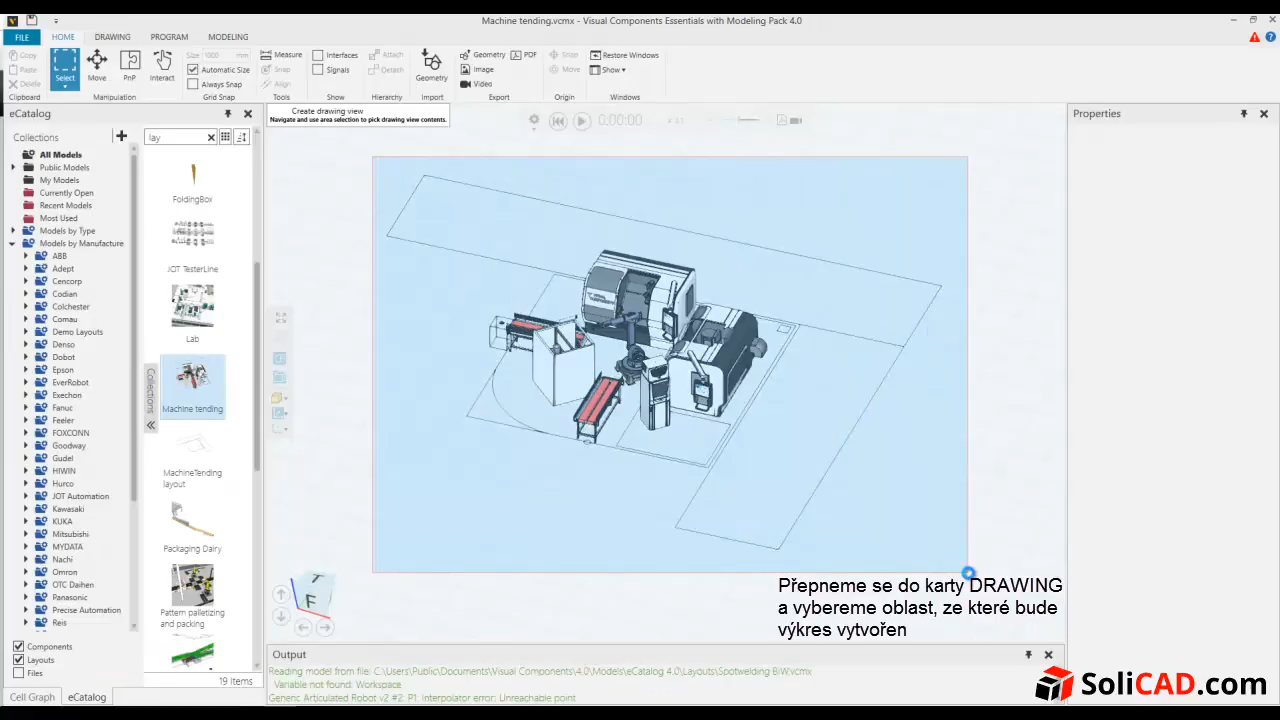 Machine tending.vcmx - Visual Components Essentials with Modeling Pack 4.0
FILE HOME DRAWING PROGRAM MODELING
Copy
Paste
Delete
Clipboard
Select Move PnP Interact
Manipulation
Size 1000 mm
Automatic Size
Always Snap
Grid Snap
Measure
Snap
Align
Tools
Interfaces
Signals
Show
Attach
Detach
Hierarchy
Geometry
Import
Geometry PDF
Image
Video
Export
Snap
Move
Origin
Restore Windows
Show
Windows
eCatalog
Collections
lay
All Models
Public Models
My Models
Currently Open
Recent Models
Most Used
Models by Type
Models by Manufacture
ABB
Adept
Cencorp
Codian
Colchester
Comau
Demo Layouts
Denso
Dobot
Epson
EverRobot
Exechon
Fanuc
Feeler
FOXCONN
Goodway
Gudel
HIWIN
Hurco
JOT Automation
Kawasaki
KUKA
Mitsubishi
MYDATA
Nachi
Omron
OTC Daihen
Panasonic
Precise Automation
Reis
Components
Layouts
Files
Cell Graph eCatalog
FoldingBox
JOT TesterLine
Lab
Machine tending
MachineTending
layout
Packaging Dairy
Pattern palletizing
and packing
19 Items
Collections
Create drawing view
Navigate and use area selection to pick drawing view contents.
0:00:00
T
F
Přepneme se do karty DRAWING
a vybereme oblast, ze které bude
výkres vytvořen
Properties
Output
Reading model from file: C:\Users\Public\Documents\Visual Components\4.0\Models\eCatalog 4.0\Layouts\Spotwelding BiW.vcmx
Variable not found: Workspace
Generic Articulated Robot v2 #2: P1: Interpolator error: Unreachable point
SoliCAD.com